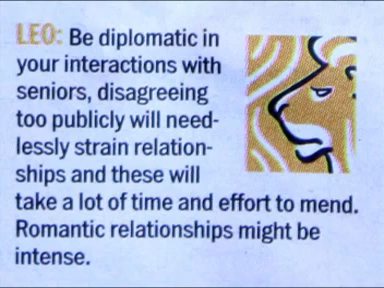 LEO: Be diplomatic in
your interactions with
seniors, disagreeing
too publicly will need-
lessly strain relation-
ships and these will
take a lot of time and effort to mend.
Romantic relationships might be
intense.